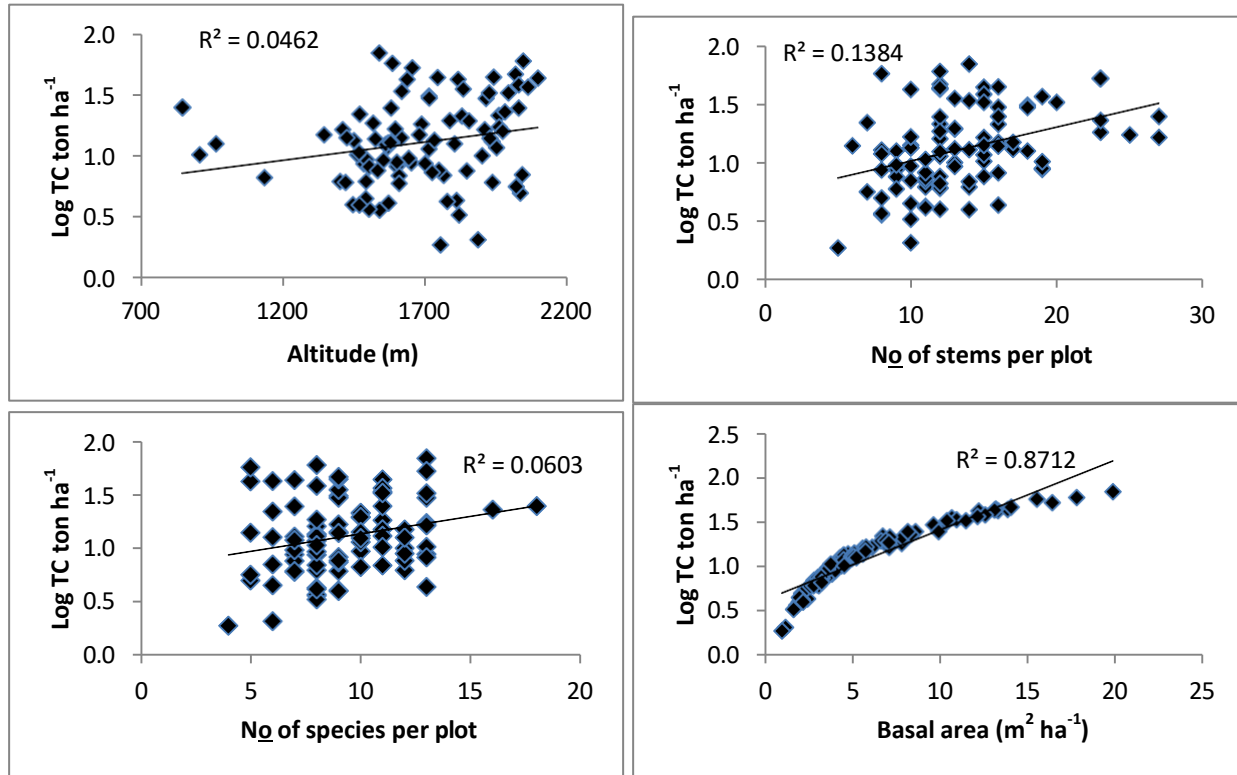 R² = 0.0462
Log TC ton ha⁻¹
2.0
1.5
1.0
0.5
0.0
700 1200 1700 2200
Altitude (m)
R² = 0.1384
Log TC ton ha⁻¹
2.0
1.5
1.0
0.5
0.0
0 10 20 30
No of stems per plot
R² = 0.0603
Log TC ton ha⁻¹
2.0
1.5
1.0
0.5
0.0
0 5 10 15 20
No of species per plot
R² = 0.8712
Log TC ton ha⁻¹
2.5
2.0
1.5
1.0
0.5
0.0
0 5 10 15 20 25
Basal area (m² ha⁻¹)